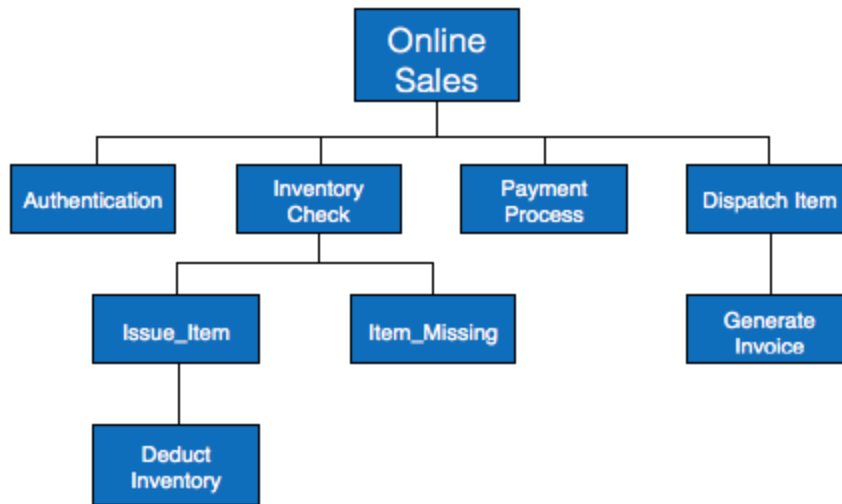 Online
Sales
Authentication
Inventory
Check
Payment
Process
Dispatch Item
Issue_Item
Item_Missing
Generate
Invoice
Deduct
Inventory